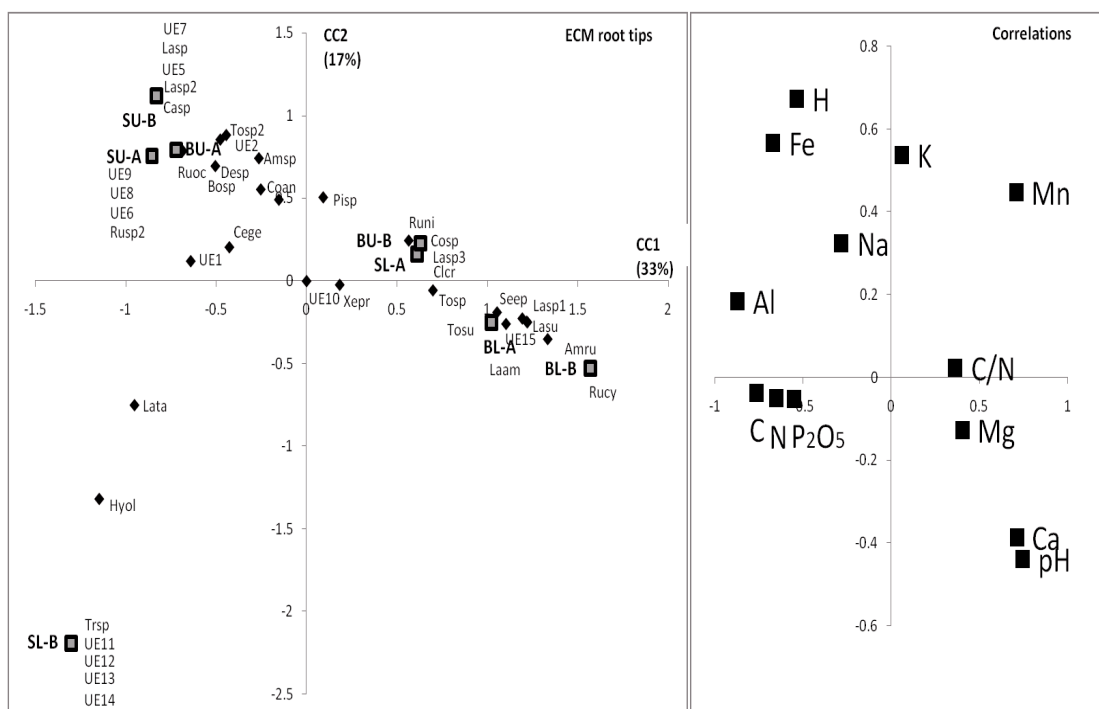 UE7
Lasp
UE5
Lasp2
Casp
SU-B
CC2
(17%)
ECM root tips
1.5
1
0.5
0
-0.5
-1
-1.5
-2
-2.5
-1.5
-1
-0.5
0.5
1
1.5
2
Tosp2
UE2
BU-A
SU-A
Amsp
UE9
UE8
UE6
Rusp2
Ruoc
Desp
Bosp
Coan
Pisp
Runi
Cege
BU-B
Cosp
CC1
(33%)
UE1
SL-A
Lasp3
Clcr
UE10
Xepr
Tosp
Seep
Lasp1
Tosu
UE15
Lasu
BL-A
Laam
Amru
BL-B
Rucy
Lata
Hyol
SL-B
Trsp
UE11
UE12
UE13
UE14
Correlations
0.8
0.6
0.4
0.2
0
-0.2
-0.4
-0.6
-1
-0.5
0.5
1
H
Fe
K
Mn
Na
Al
C/N
C
N
P₂O₅
Mg
Ca
pH